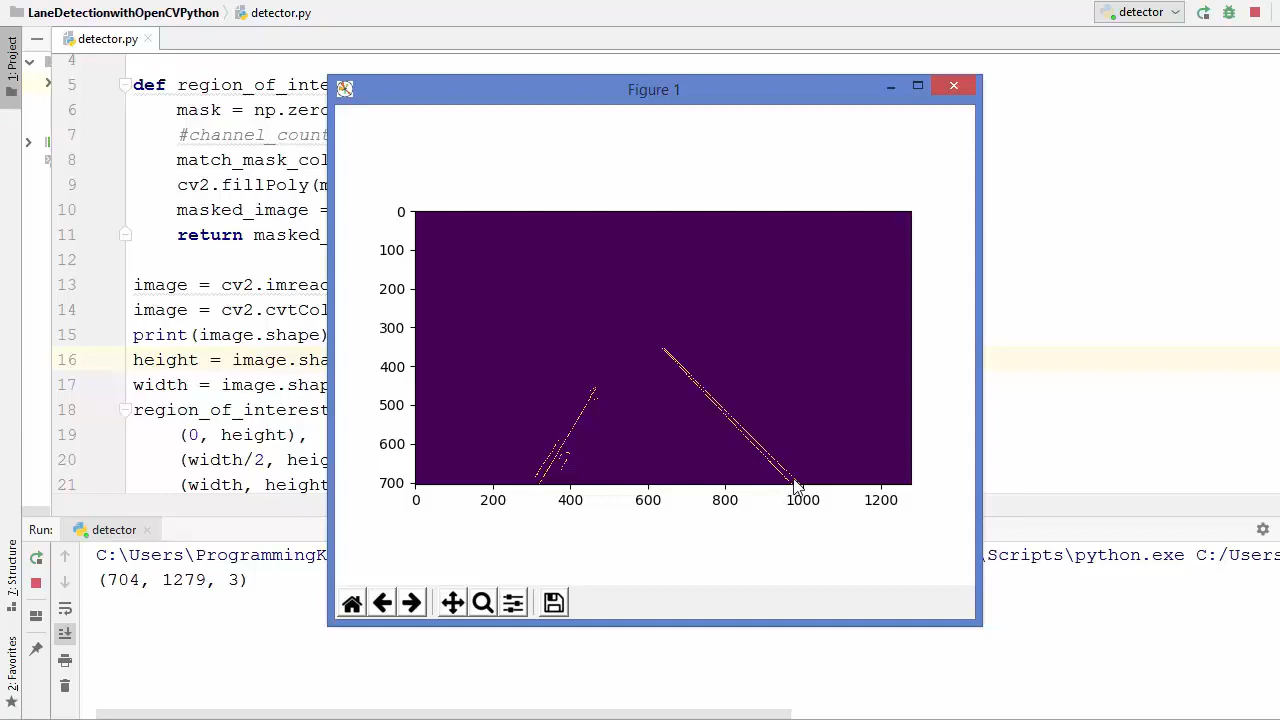 LaneDetectionwithOpenCVPython detector.py detector
1: Project
detector.py
4
5 def region_of_inte
6 mask = np.zero
7 #channel_count
8 match_mask_col
9 cv2.fillPoly(m
10 masked_image =
11 return masked_
12
13 image = cv2.imread
14 image = cv2.cvtCol
15 print(image.shape)
16 height = image.sha
17 width = image.shap
18 region_of_interest
19 (0, height),
20 (width/2, heig
21 (width, height
Figure 1
0
100
200
300
400
500
600
700
0 200 400 600 800 1000 1200
Run: detector
C:\Users\ProgrammingK Scripts\python.exe C:/Users
(704, 1279, 3)
7: Structure
2: Favorites